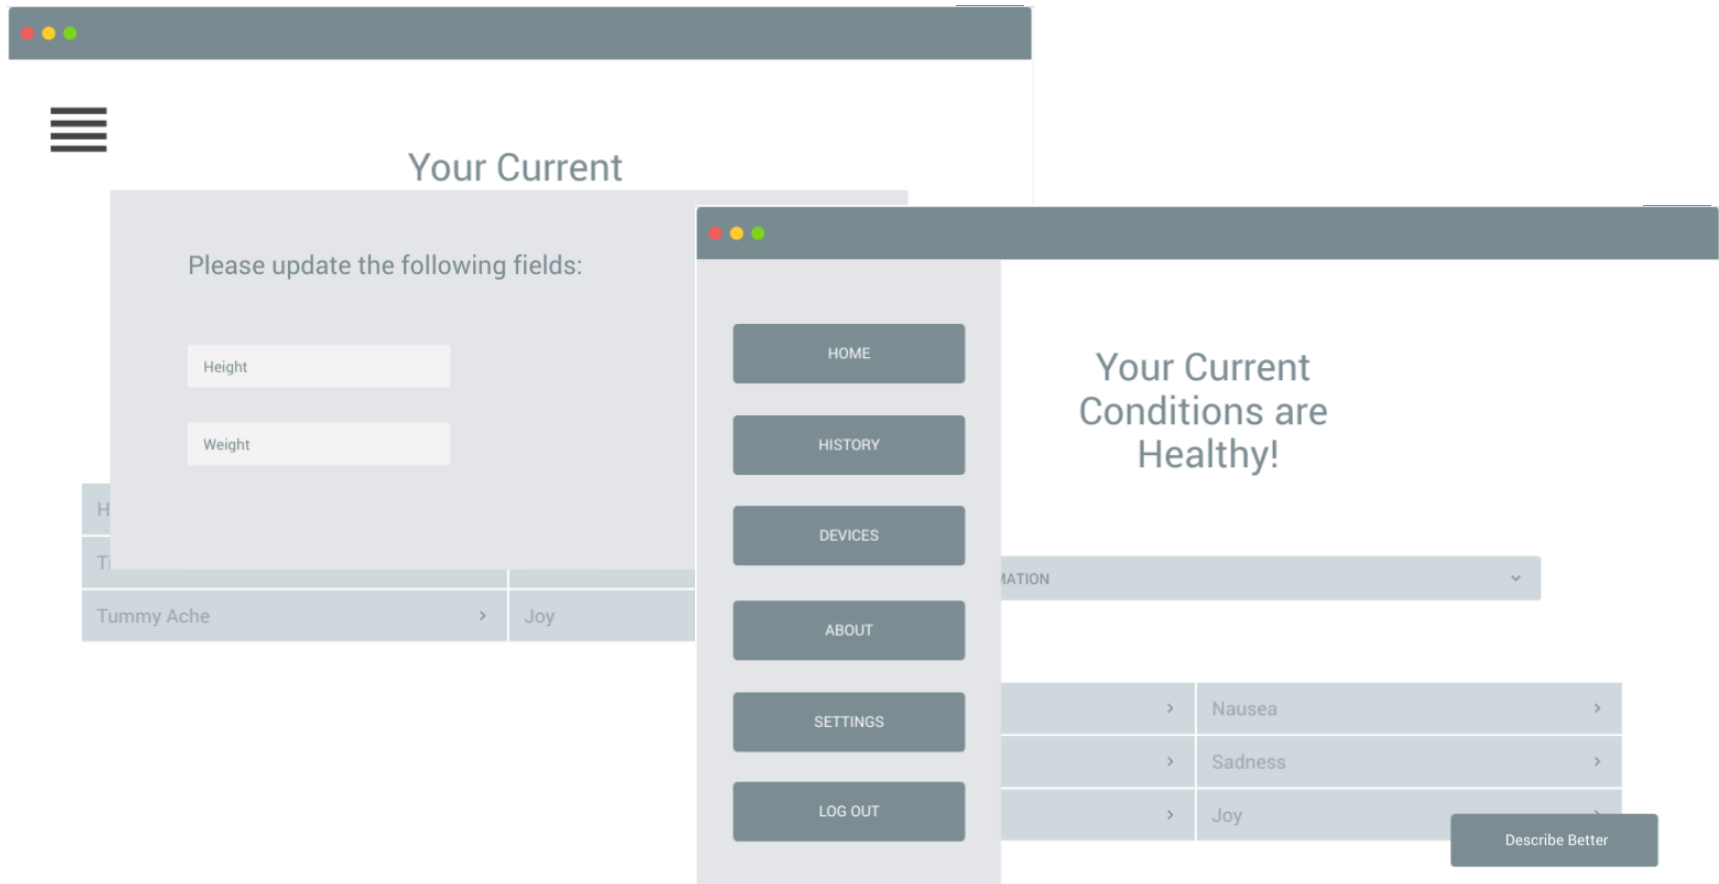 Your Current
Please update the following fields:
Height
Weight
Tummy Ache
Joy
HOME
HISTORY
DEVICES
ABOUT
SETTINGS
LOG OUT
Your Current
Conditions are
Healthy!
Nausea
Sadness
Joy
Describe Better